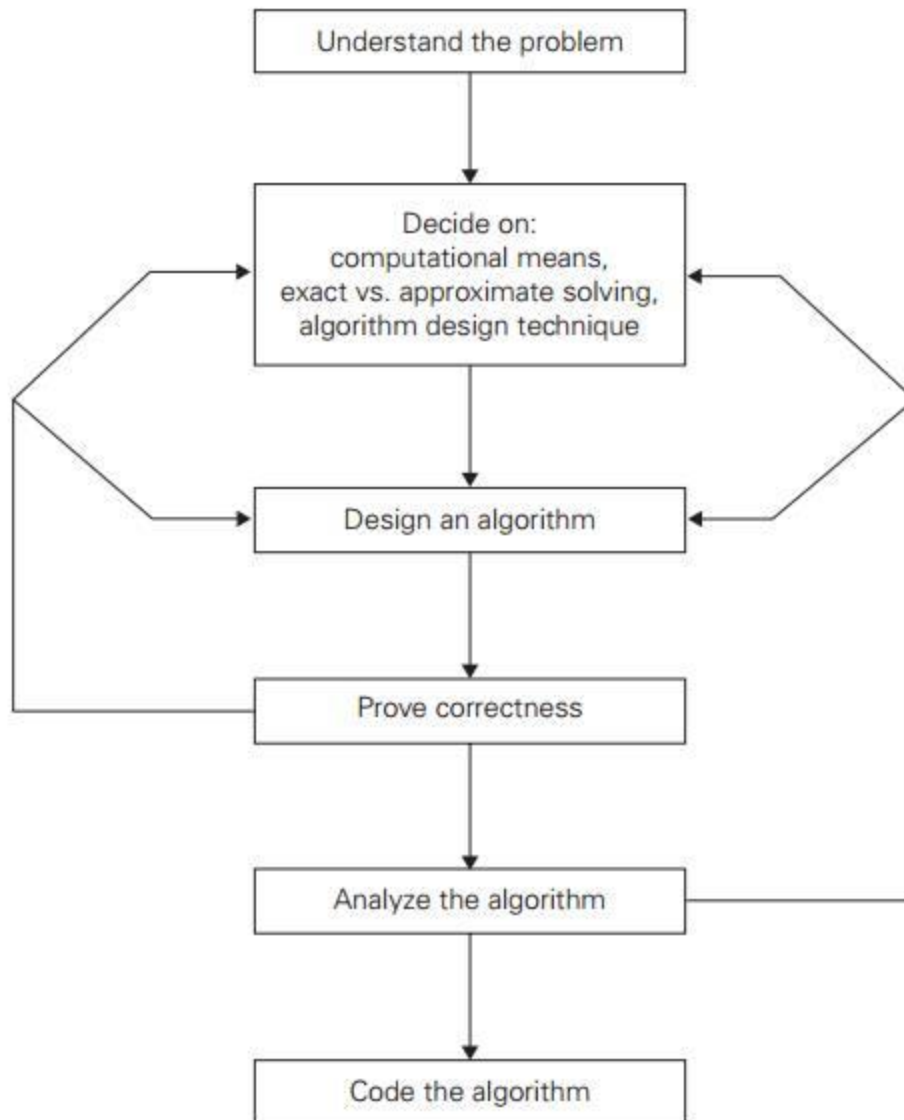 Understand the problem
Decide on:
computational means,
exact vs. approximate solving,
algorithm design technique
Design an algorithm
Prove correctness
Analyze the algorithm
Code the algorithm